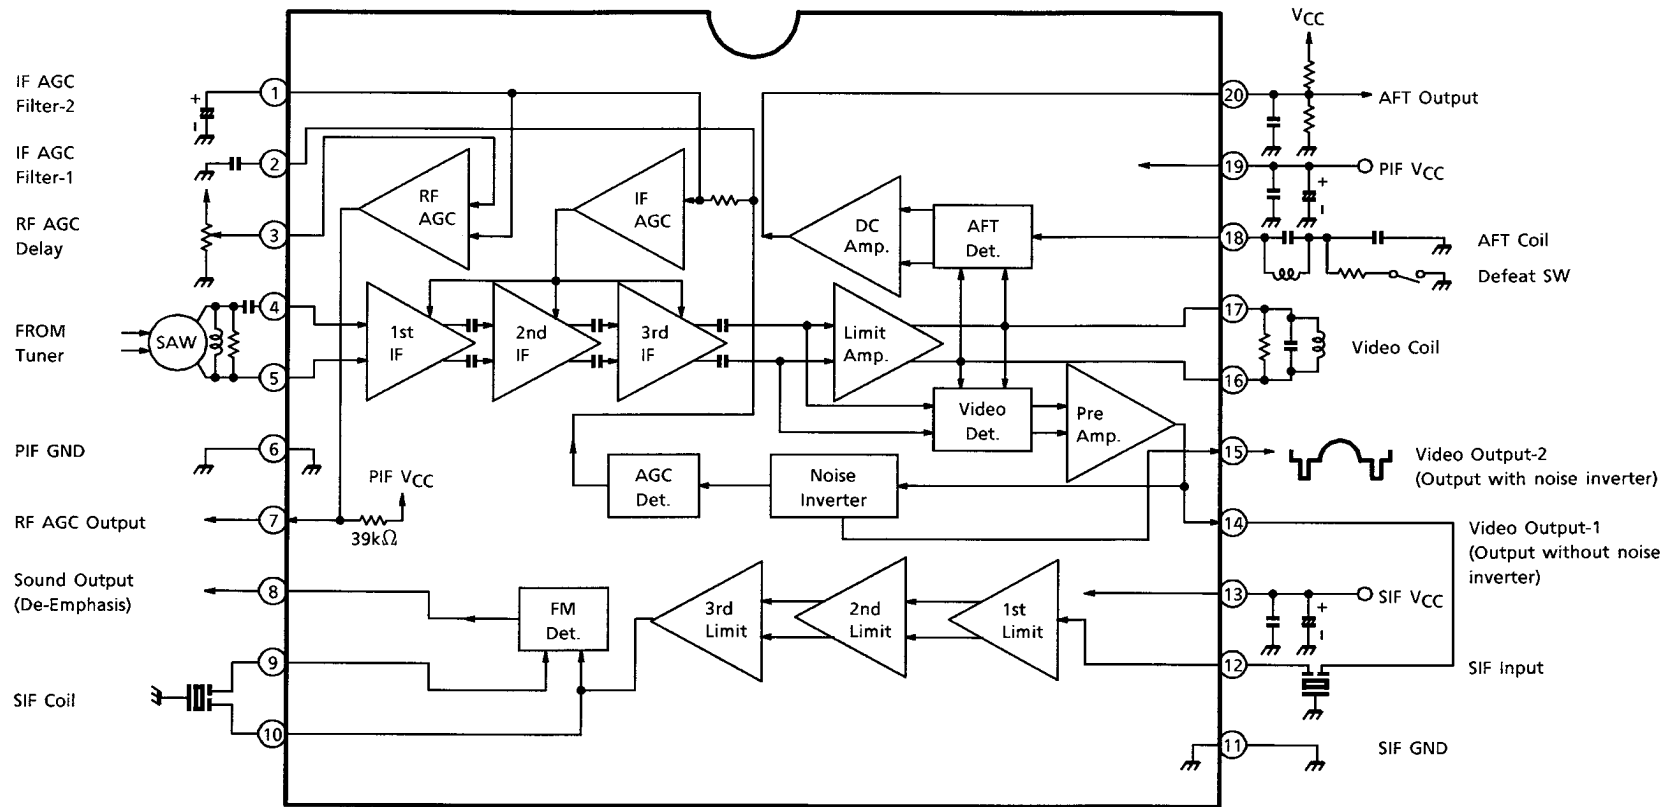 IF AGC
Filter-2
IF AGC
Filter-1
RF AGC
Delay
FROM
Tuner
SAW
PIF GND
RF AGC Output
Sound Output
(De-Emphasis)
SIF Coil
+
-
1
2
3
4
5
6
7
8
9
10
RF
AGC
IF
AGC
DC
Amp.
AFT
Det.
1st
IF
2nd
IF
3rd
IF
Limit
Amp.
Video
Det.
Pre
Amp.
AGC
Det.
Noise
Inverter
PIF VCC
39kΩ
FM
Det.
3rd
Limit
2nd
Limit
1st
Limit
20
19
18
17
16
15
14
13
12
11
VCC
AFT Output
PIF VCC
+
-
AFT Coil
Defeat SW
Video Coil
Video Output-2
(Output with noise inverter)
Video Output-1
(Output without noise
inverter)
SIF VCC
+
-
SIF Input
SIF GND